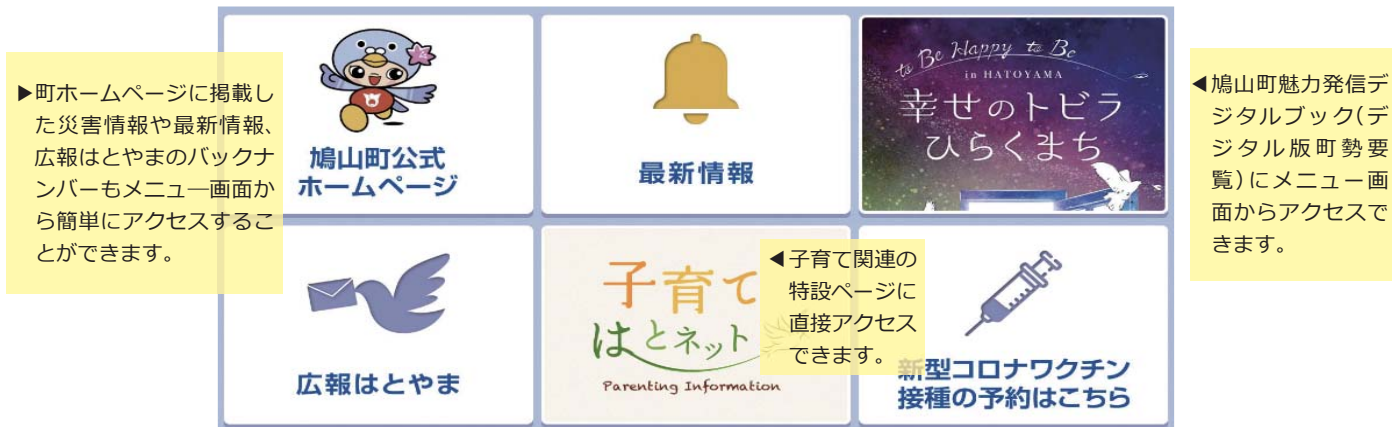 ▶町ホームページに掲載し
た災害情報や最新情報、
広報はとやまのバックナ
ンバーもメニュ―画面か
ら簡単にアクセスするこ
とができます。
鳩山町公式
ホームページ
最新情報
to Be Happy to Be
in HATOYAMA
幸せのトビラ
ひらくまち
◀鳩山町魅力発信デ
ジタルブック(デ
ジタル版町勢要
覧)にメニュー画
面からアクセスで
きます。
広報はとやま
子育て
はとネット
Parenting Information
◀子育て関連の
特設ページに
直接アクセス
できます。
新型コロナワクチン
接種の予約はこちら